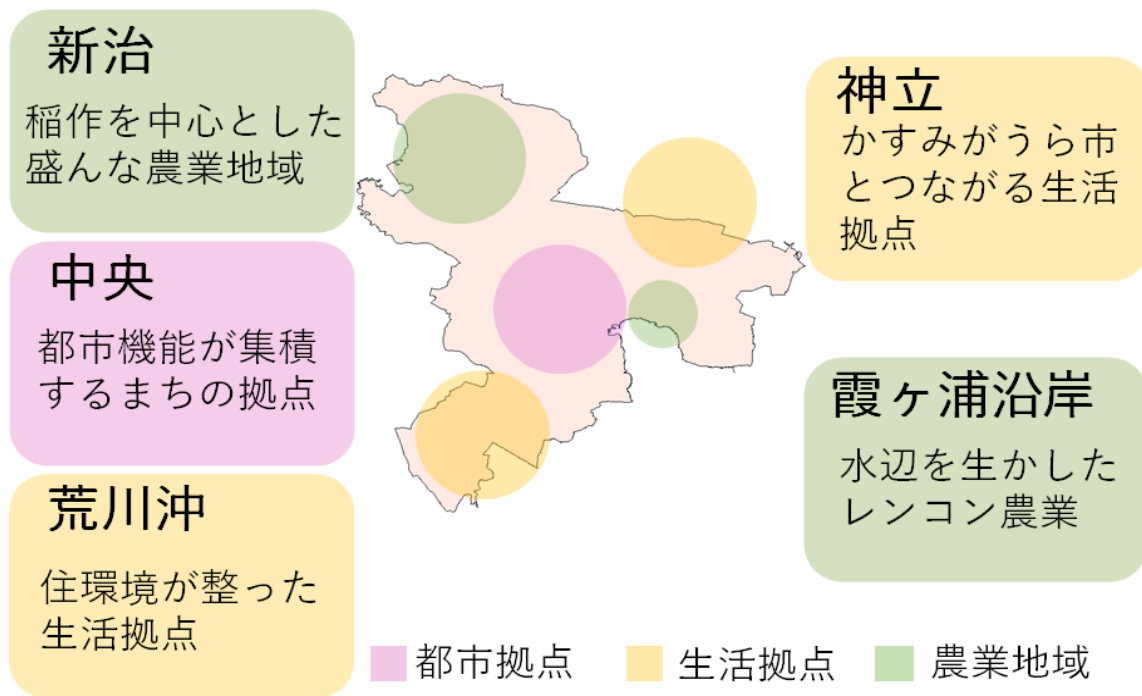 新治
稲作を中心とした
盛んな農業地域
中央
都市機能が集積
するまちの拠点
荒川沖
住環境が整った
生活拠点
神立
かすみがうら市
とつながる生活
拠点
霞ヶ浦沿岸
水辺を生かした
レンコン農業
都市拠点
生活拠点
農業地域